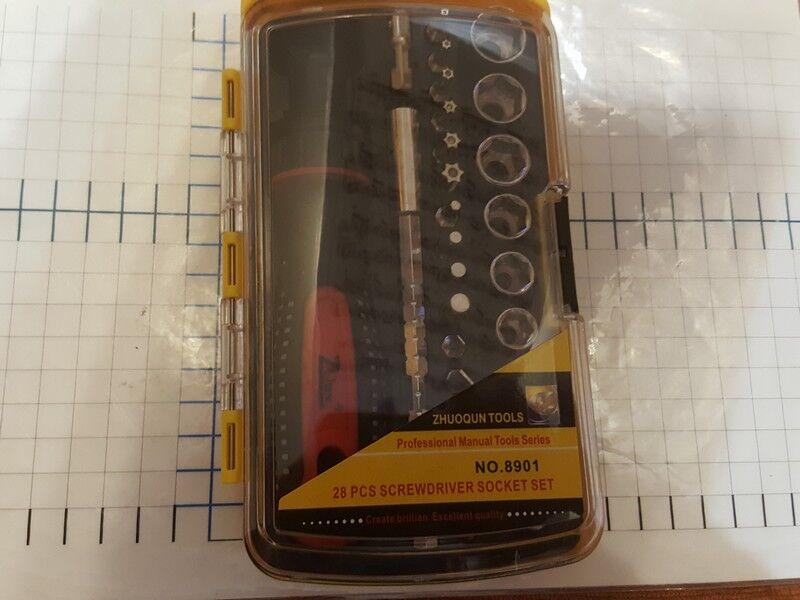 ZHUOQUN TOOLS
Professional Manual Tools Series
NO.8901
28 PCS SCREWDRIVER SOCKET SET
Create brillian Excellent quality